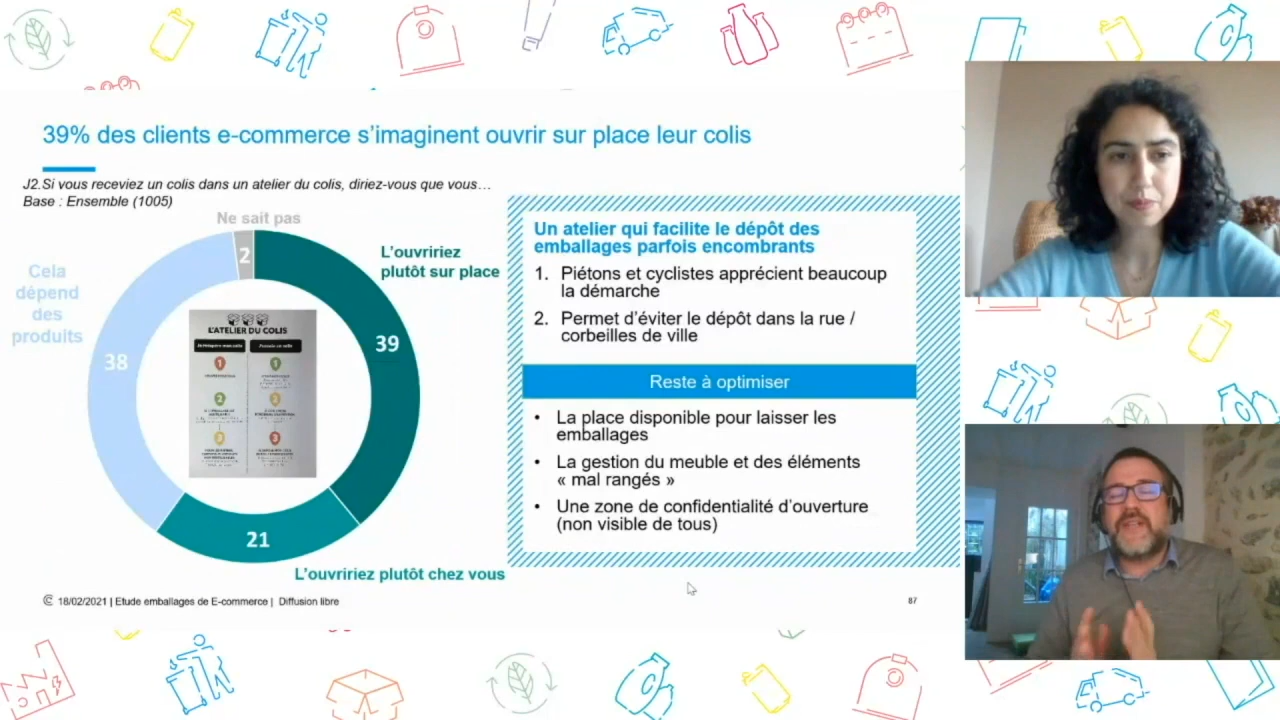 39% des clients e-commerce s'imaginent ouvrir sur place leur colis
J2.Si vous receviez un colis dans un atelier du colis, diriez-vous que vous…
Base : Ensemble (1005)
Ne sait pas
2
L'ouvririez
plutôt sur place
39
Cela
dépend
des
produits
38
L'ATELIER DU COLIS
1
1
2
2
3
3
21
L'ouvririez plutôt chez vous
Un atelier qui facilite le dépôt des
emballages parfois encombrants
1. Piétons et cyclistes apprécient beaucoup
la démarche
2. Permet d'éviter le dépôt dans la rue /
corbeilles de ville
Reste à optimiser
• La place disponible pour laisser les
emballages
• La gestion du meuble et des éléments
« mal rangés »
• Une zone de confidentialité d'ouverture
(non visible de tous)
18/02/2021 | Etude emballages de E-commerce | Diffusion libre
87